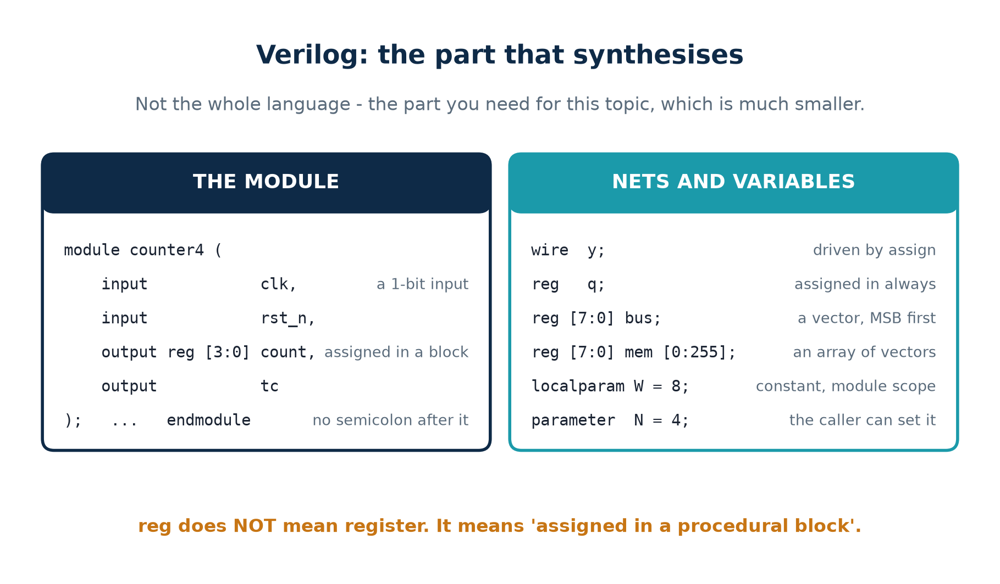 Verilog: the part that synthesises
Not the whole language - the part you need for this topic, which is much smaller.
THE MODULE
module counter4 (
    input            clk,    a 1-bit input
    input            rst_n,
    output reg [3:0] count, assigned in a block
    output           tc
);   ...   endmodule    no semicolon after it
NETS AND VARIABLES
wire  y;    driven by assign
reg   q;    assigned in always
reg [7:0] bus;    a vector, MSB first
reg [7:0] mem [0:255];    an array of vectors
localparam W = 8;    constant, module scope
parameter  N = 4;    the caller can set it
reg does NOT mean register. It means 'assigned in a procedural block'.